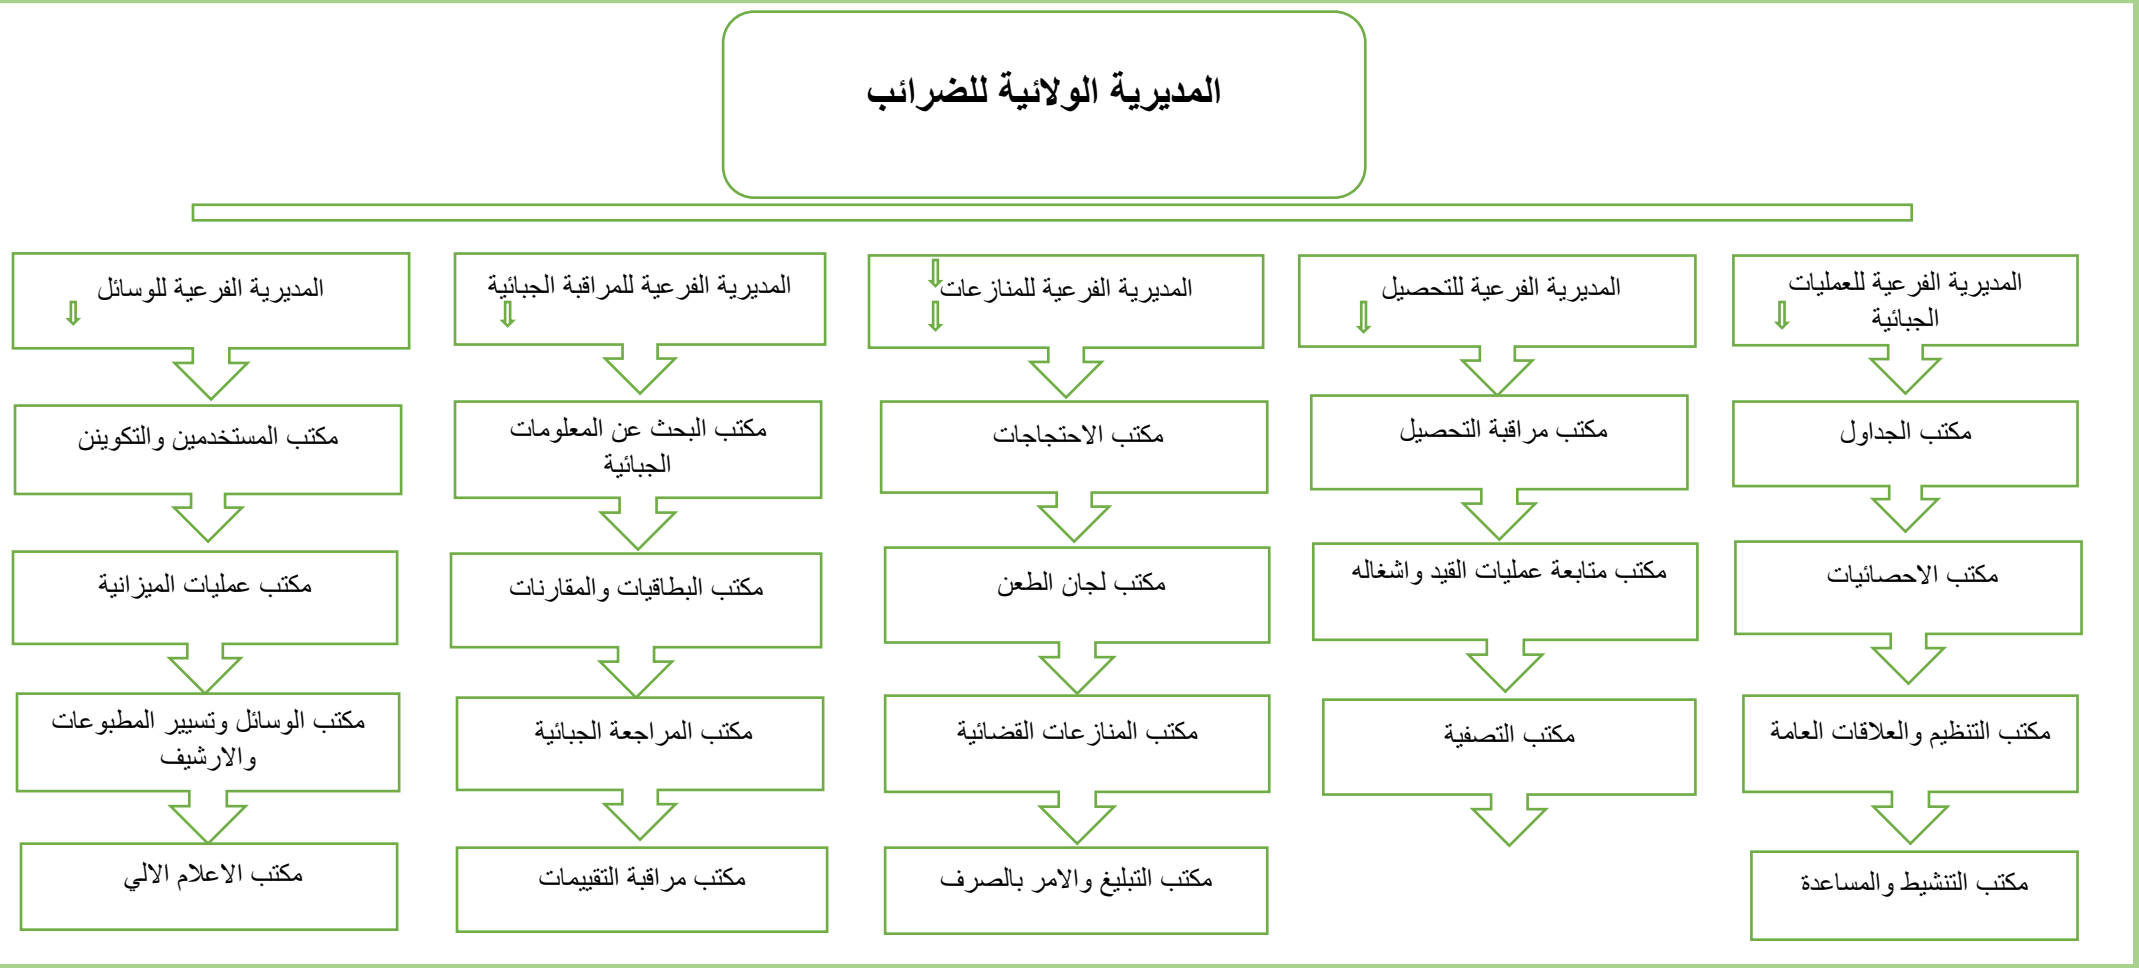 المديرية الولائية للضرائب
المديرية الفرعية للعمليات
الجبائية
المديرية الفرعية للتحصيل
المديرية الفرعية للمنازعات
المديرية الفرعية للمراقبة الجبائية
المديرية الفرعية للوسائل
مكتب الجداول
مكتب مراقبة التحصيل
مكتب الاحتجاجات
مكتب البحث عن المعلومات
الجبائية
مكتب المستخدمين والتكوينن
مكتب الاحصائيات
مكتب متابعة عمليات القيد واشغاله
مكتب لجان الطعن
مكتب البطاقيات والمقارنات
مكتب عمليات الميزانية
مكتب التنظيم والعلاقات العامة
مكتب التصفية
مكتب المنازعات القضائية
مكتب المراجعة الجبائية
مكتب الوسائل وتسيير المطبوعات
والارشيف
مكتب التنشيط والمساعدة
مكتب التبليغ والامر بالصرف
مكتب مراقبة التقييمات
مكتب الاعلام الالي